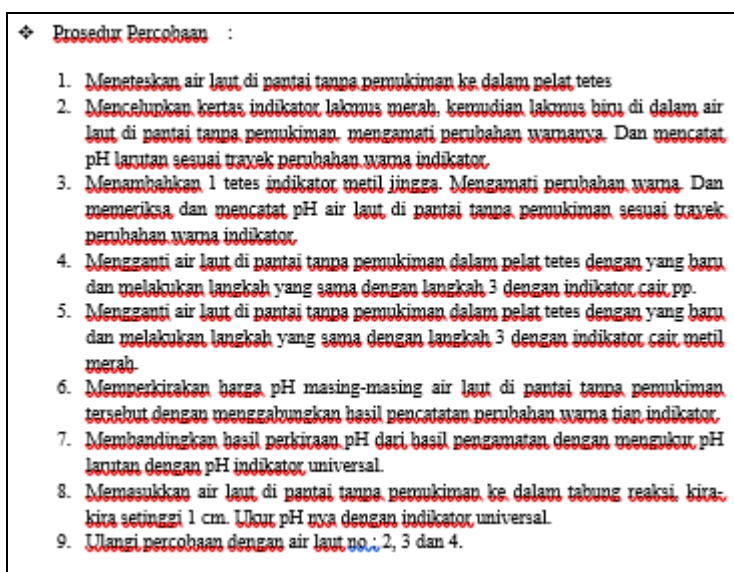 ❖ Prosedur Percobaan :
1. Meneteskan air laut di pantai tanpa pemukiman ke dalam pelat tetes
2. Mencelupkan kertas indikator lakmus merah, kemudian lakmus biru di dalam air
laut di pantai tanpa pemukiman, mengamati perubahan warnanya. Dan mencatat
pH larutan sesuai trayek perubahan warna indikator.
3. Menambahkan 1 tetes indikator metil jingga. Mengamati perubahan warna. Dan
memeriksa dan mencatat pH air laut di pantai tanpa pemukiman sesuai trayek
perubahan warna indikator.
4. Mengganti air laut di pantai tanpa pemukiman dalam pelat tetes dengan yang baru
dan melakukan langkah yang sama dengan langkah 3 dengan indikator cair pp.
5. Mengganti air laut di pantai tanpa pemukiman dalam pelat tetes dengan yang baru
dan melakukan langkah yang sama dengan langkah 3 dengan indikator cair metil
merah.
6. Memperkirakan harga pH masing-masing air laut di pantai tanpa pemukiman
tersebut dengan menggabungkan hasil pencatatan perubahan warna tiap indikator.
7. Membandingkan hasil perkiraan pH dari hasil pengamatan dengan mengukur pH
larutan dengan pH indikator universal.
8. Memasukkan air laut di pantai tanpa pemukiman ke dalam tabung reaksi, kira-
kira setinggi 1 cm. Ukur pH nya dengan indikator universal.
9. Ulangi percobaan dengan air laut no : 2, 3 dan 4.